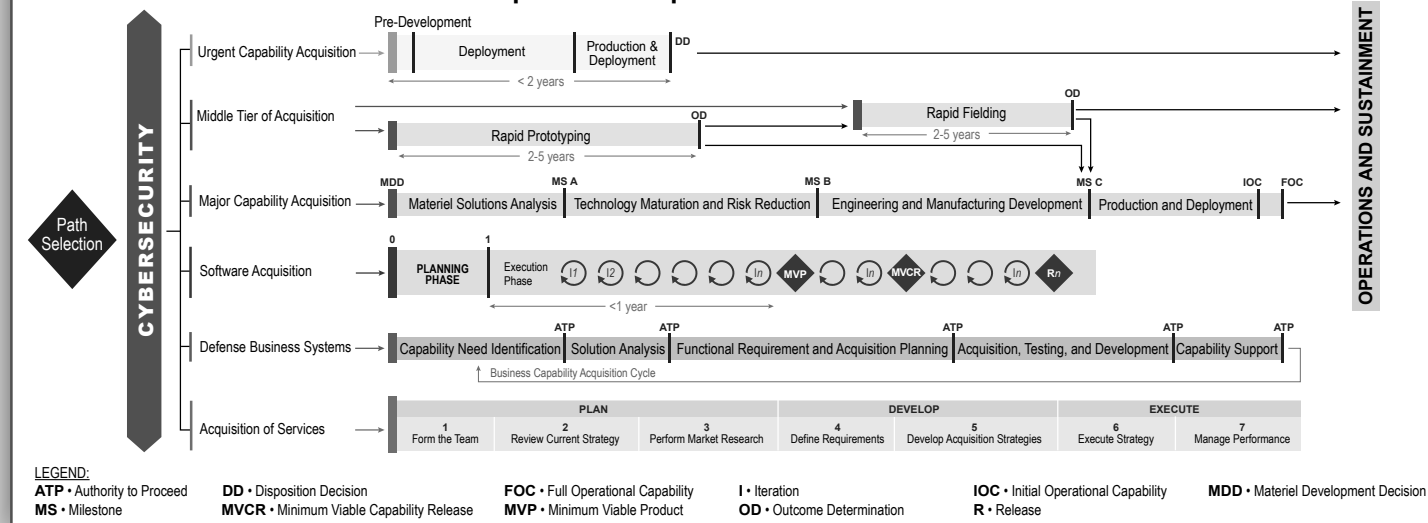 Pre-Development
Urgent Capability Acquisition
Deployment
Production &
Deployment
DD
< 2 years
Middle Tier of Acquisition
Rapid Prototyping
OD
2-5 years
Rapid Fielding
OD
2-5 years
Path
Selection
CYBERSECURITY
Major Capability Acquisition
MDD
MS A
MS B
MS C
IOC
FOC
Materiel Solutions Analysis
Technology Maturation and Risk Reduction
Engineering and Manufacturing Development
Production and Deployment
Software Acquisition
0
1
PLANNING
PHASE
Execution
Phase
I1
I2
In
MVP
In
MVCR
In
Rn
<1 year
Defense Business Systems
ATP
ATP
ATP
ATP
ATP
Capability Need Identification
Solution Analysis
Functional Requirement and Acquisition Planning
Acquisition, Testing, and Development
Capability Support
Business Capability Acquisition Cycle
Acquisition of Services
PLAN
DEVELOP
EXECUTE
1
Form the Team
2
Review Current Strategy
3
Perform Market Research
4
Define Requirements
5
Develop Acquisition Strategies
6
Execute Strategy
7
Manage Performance
OPERATIONS AND SUSTAINMENT
LEGEND:
ATP • Authority to Proceed DD • Disposition Decision FOC • Full Operational Capability I • Iteration IOC • Initial Operational Capability MDD • Materiel Development Decision
MS • Milestone MVCR • Minimum Viable Capability Release MVP • Minimum Viable Product OD • Outcome Determination R • Release